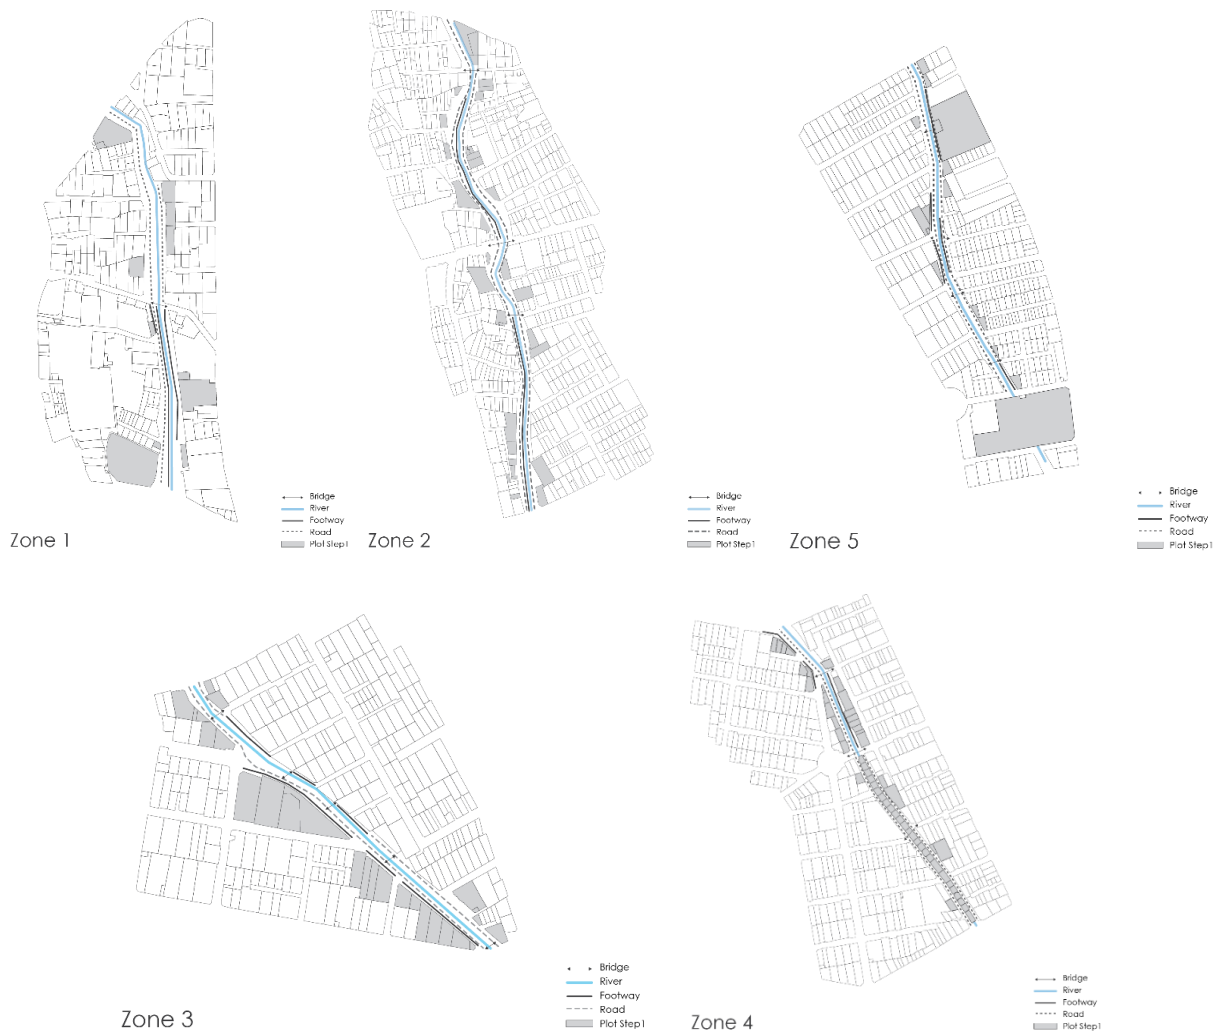 Bridge
River
Footway
Road
Plot Step1
Zone 1
Bridge
River
Footway
Road
Plot Step1
Zone 2
Bridge
River
Footway
Road
Plot Step1
Zone 5
Bridge
River
Footway
Road
Plot Step1
Zone 3
Bridge
River
Footway
Road
Plot Step1
Zone 4